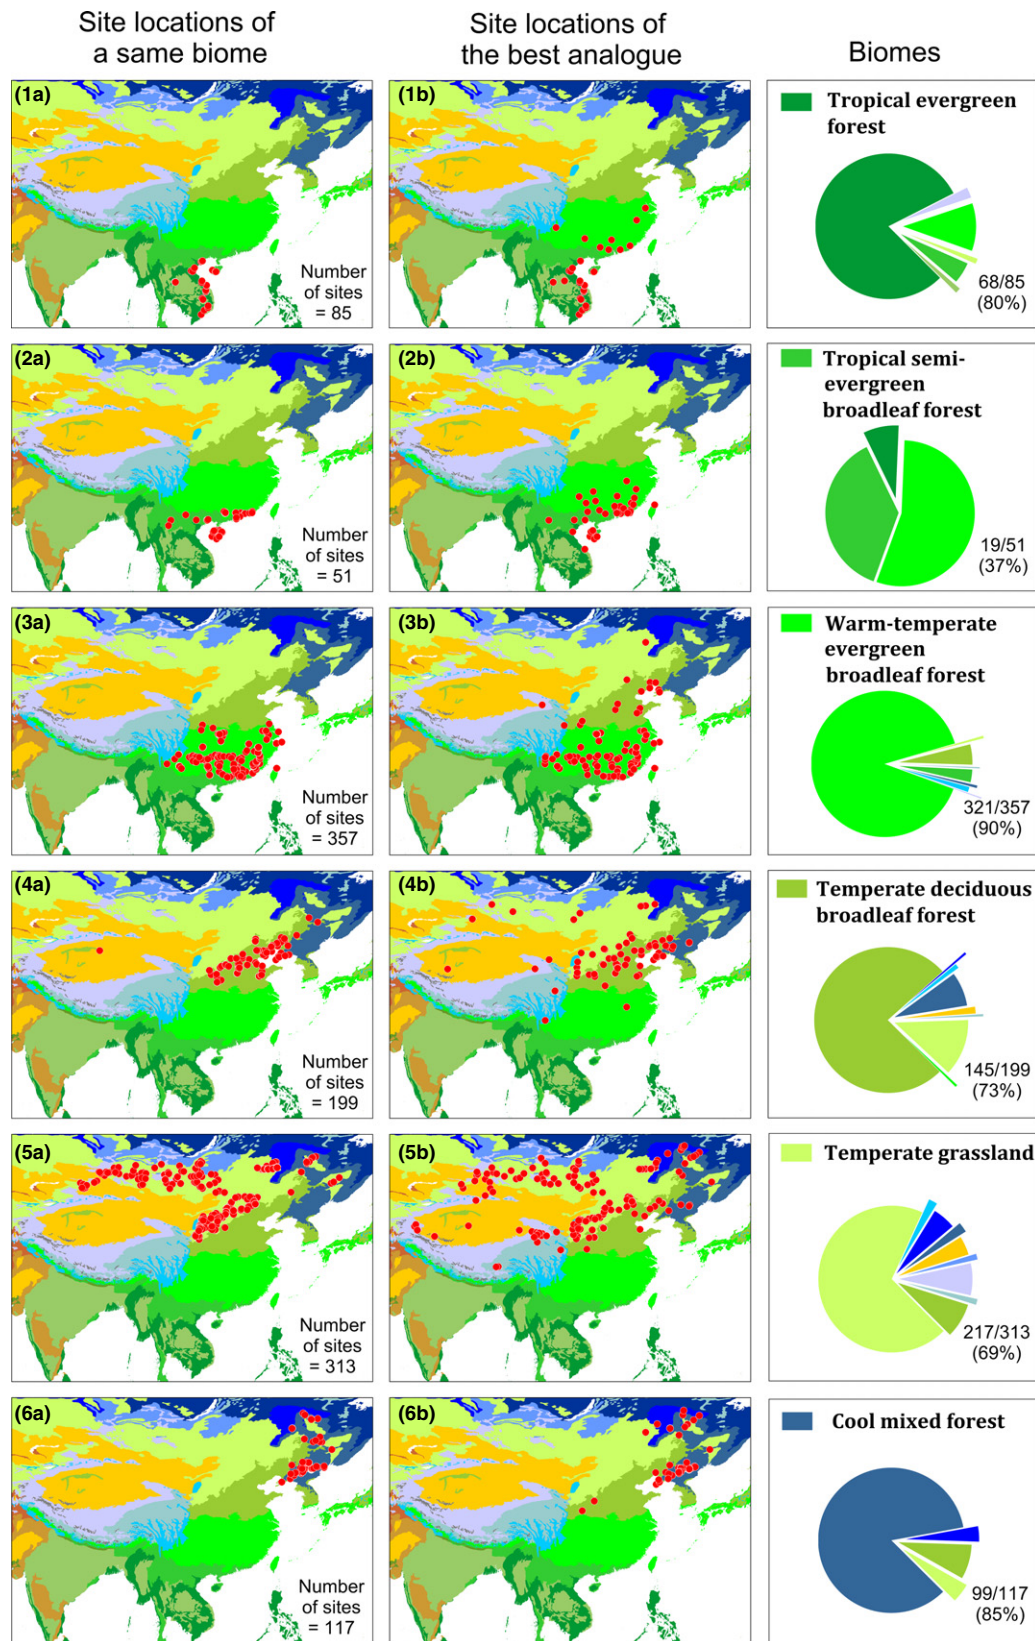 Site locations of
a same biome
Site locations of
the best analogue
Biomes
(1a)
Number
of sites
= 85
(1b)
Tropical evergreen
forest
68/85
(80%)
(2a)
Number
of sites
= 51
(2b)
Tropical semi-
evergreen
broadleaf forest
19/51
(37%)
(3a)
Number
of sites
= 357
(3b)
Warm-temperate
evergreen
broadleaf forest
321/357
(90%)
(4a)
Number
of sites
= 199
(4b)
Temperate deciduous
broadleaf forest
145/199
(73%)
(5a)
Number
of sites
= 313
(5b)
Temperate grassland
217/313
(69%)
(6a)
Number
of sites
= 117
(6b)
Cool mixed forest
99/117
(85%)